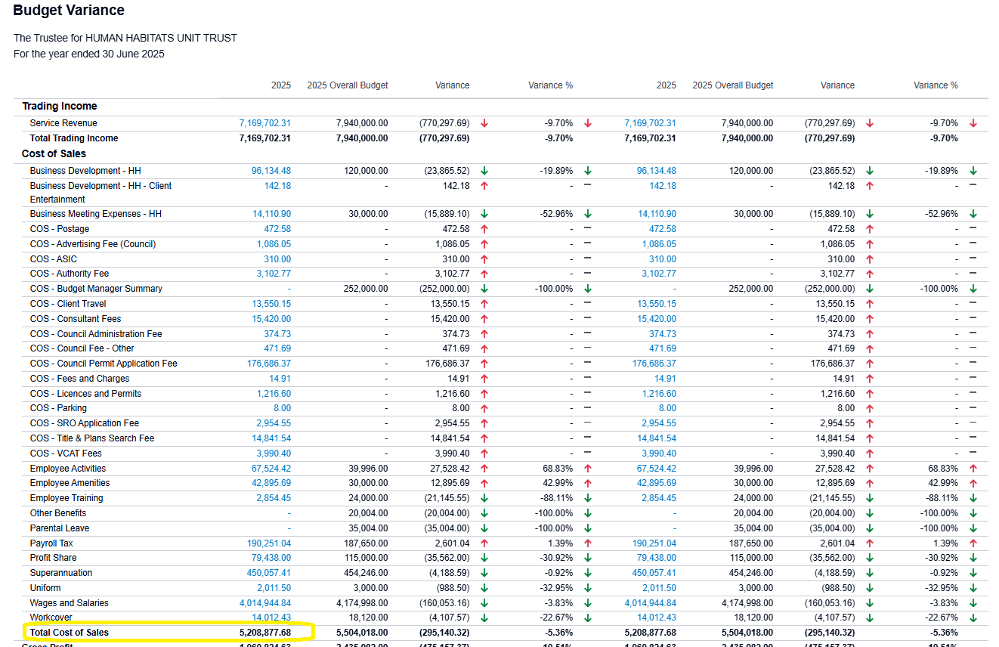 Budget Variance
The Trustee for HUMAN HABITATS UNIT TRUST
For the year ended 30 June 2025
2025 2025 Overall Budget Variance Variance % 2025 2025 Overall Budget Variance Variance %
Trading Income
Service Revenue 7,169,702.31 7,940,000.00 (770,297.69) ↓ -9.70% ↓ 7,169,702.31 7,940,000.00 (770,297.69) ↓ -9.70% ↓
Total Trading Income 7,169,702.31 7,940,000.00 (770,297.69) -9.70% 7,169,702.31 7,940,000.00 (770,297.69) -9.70%
Cost of Sales
Business Development - HH 96,134.48 120,000.00 (23,865.52) ↓ -19.89% ↓ 96,134.48 120,000.00 (23,865.52) ↓ -19.89% ↓
Business Development - HH - Client 142.18 - 142.18 ↑ - – 142.18 - 142.18 ↑ - –
Entertainment
Business Meeting Expenses - HH 14,110.90 30,000.00 (15,889.10) ↓ -52.96% ↓ 14,110.90 30,000.00 (15,889.10) ↓ -52.96% ↓
COS - Postage 472.58 - 472.58 ↑ - – 472.58 - 472.58 ↑ - –
COS - Advertising Fee (Council) 1,086.05 - 1,086.05 ↑ - – 1,086.05 - 1,086.05 ↑ - –
COS - ASIC 310.00 - 310.00 ↑ - – 310.00 - 310.00 ↑ - –
COS - Authority Fee 3,102.77 - 3,102.77 ↑ - – 3,102.77 - 3,102.77 ↑ - –
COS - Budget Manager Summary - 252,000.00 (252,000.00) ↓ -100.00% ↓ - 252,000.00 (252,000.00) ↓ -100.00% ↓
COS - Client Travel 13,550.15 - 13,550.15 ↑ - – 13,550.15 - 13,550.15 ↑ - –
COS - Consultant Fees 15,420.00 - 15,420.00 ↑ - – 15,420.00 - 15,420.00 ↑ - –
COS - Council Administration Fee 374.73 - 374.73 ↑ - – 374.73 - 374.73 ↑ - –
COS - Council Fee - Other 471.69 - 471.69 ↑ - – 471.69 - 471.69 ↑ - –
COS - Council Permit Application Fee 176,686.37 - 176,686.37 ↑ - – 176,686.37 - 176,686.37 ↑ - –
COS - Fees and Charges 14.91 - 14.91 ↑ - – 14.91 - 14.91 ↑ - –
COS - Licences and Permits 1,216.60 - 1,216.60 ↑ - – 1,216.60 - 1,216.60 ↑ - –
COS - Parking 8.00 - 8.00 ↑ - – 8.00 - 8.00 ↑ - –
COS - SRO Application Fee 2,954.55 - 2,954.55 ↑ - – 2,954.55 - 2,954.55 ↑ - –
COS - Title & Plans Search Fee 14,841.54 - 14,841.54 ↑ - – 14,841.54 - 14,841.54 ↑ - –
COS - VCAT Fees 3,990.40 - 3,990.40 ↑ - – 3,990.40 - 3,990.40 ↑ - –
Employee Activities 67,524.42 39,996.00 27,528.42 ↑ 68.83% ↑ 67,524.42 39,996.00 27,528.42 ↑ 68.83% ↑
Employee Amenities 42,895.69 30,000.00 12,895.69 ↑ 42.99% ↑ 42,895.69 30,000.00 12,895.69 ↑ 42.99% ↑
Employee Training 2,854.45 24,000.00 (21,145.55) ↓ -88.11% ↓ 2,854.45 24,000.00 (21,145.55) ↓ -88.11% ↓
Other Benefits - 20,004.00 (20,004.00) ↓ -100.00% ↓ - 20,004.00 (20,004.00) ↓ -100.00% ↓
Parental Leave - 35,004.00 (35,004.00) ↓ -100.00% ↓ - 35,004.00 (35,004.00) ↓ -100.00% ↓
Payroll Tax 190,251.04 187,650.00 2,601.04 ↑ 1.39% ↑ 190,251.04 187,650.00 2,601.04 ↑ 1.39% ↑
Profit Share 79,438.00 115,000.00 (35,562.00) ↓ -30.92% ↓ 79,438.00 115,000.00 (35,562.00) ↓ -30.92% ↓
Superannuation 450,057.41 454,246.00 (4,188.59) ↓ -0.92% ↓ 450,057.41 454,246.00 (4,188.59) ↓ -0.92% ↓
Uniform 2,011.50 3,000.00 (988.50) ↓ -32.95% ↓ 2,011.50 3,000.00 (988.50) ↓ -32.95% ↓
Wages and Salaries 4,014,944.84 4,174,998.00 (160,053.16) ↓ -3.83% ↓ 4,014,944.84 4,174,998.00 (160,053.16) ↓ -3.83% ↓
Workcover 14,012.43 18,120.00 (4,107.57) ↓ -22.67% ↓ 14,012.43 18,120.00 (4,107.57) ↓ -22.67% ↓
Total Cost of Sales 5,208,877.68 5,504,018.00 (295,140.32) -5.36% 5,208,877.68 5,504,018.00 (295,140.32) -5.36%
Gross Profit